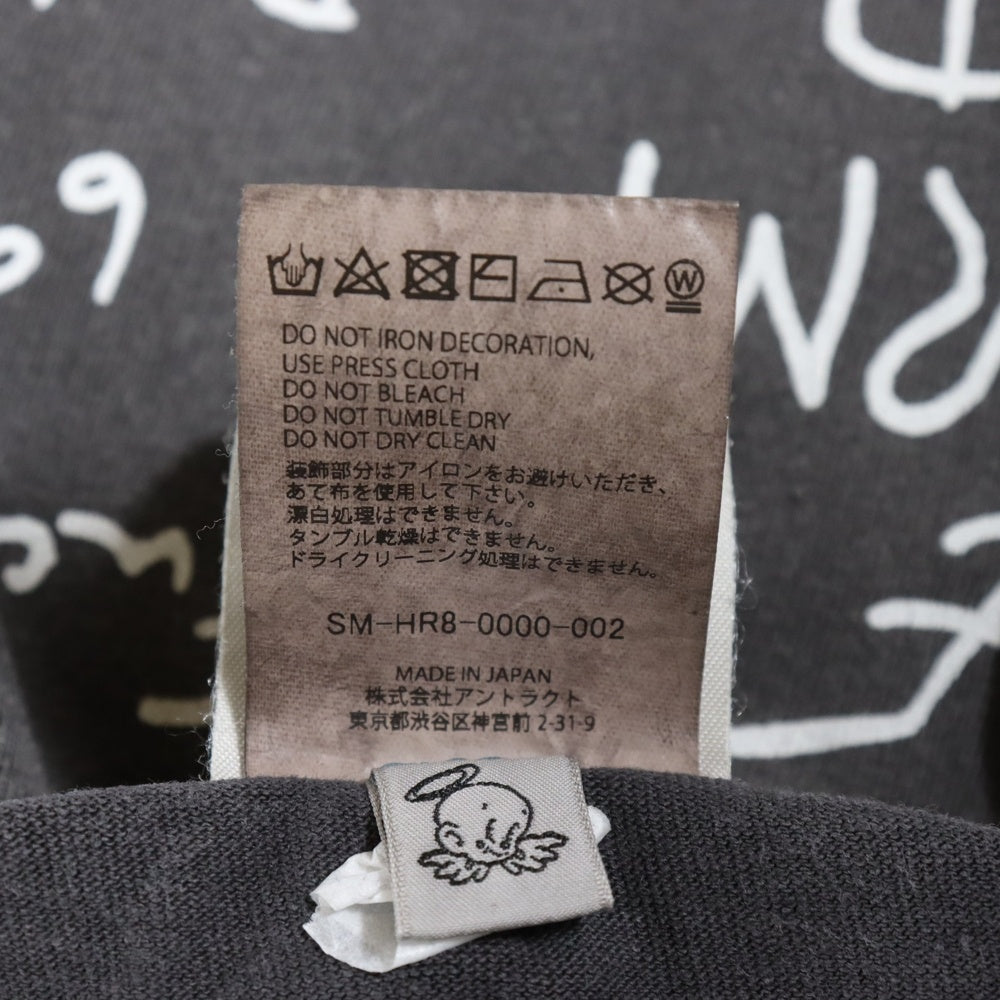 W
DO NOT IRON DECORATION,
USE PRESS CLOTH
DO NOT BLEACH
DO NOT TUMBLE DRY
DO NOT DRY CLEAN
装飾部分はアイロンをお避けいただき、
あて布を使用して下さい。
漂白処理はできません。
タンブル乾燥はできません。
ドライクリーニング処理はできません。
SM-HR8-0000-002
MADE IN JAPAN
株式会社アントラクト
東京都渋谷区神宮前 2-31-9